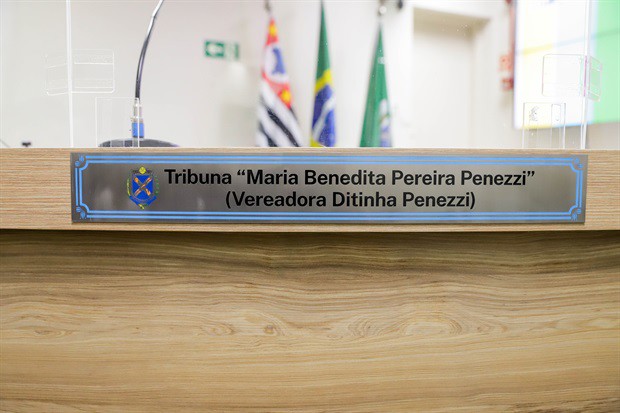 Tribuna “Maria Benedita Pereira Penezzi”
(Vereadora Ditinha Penezzi)